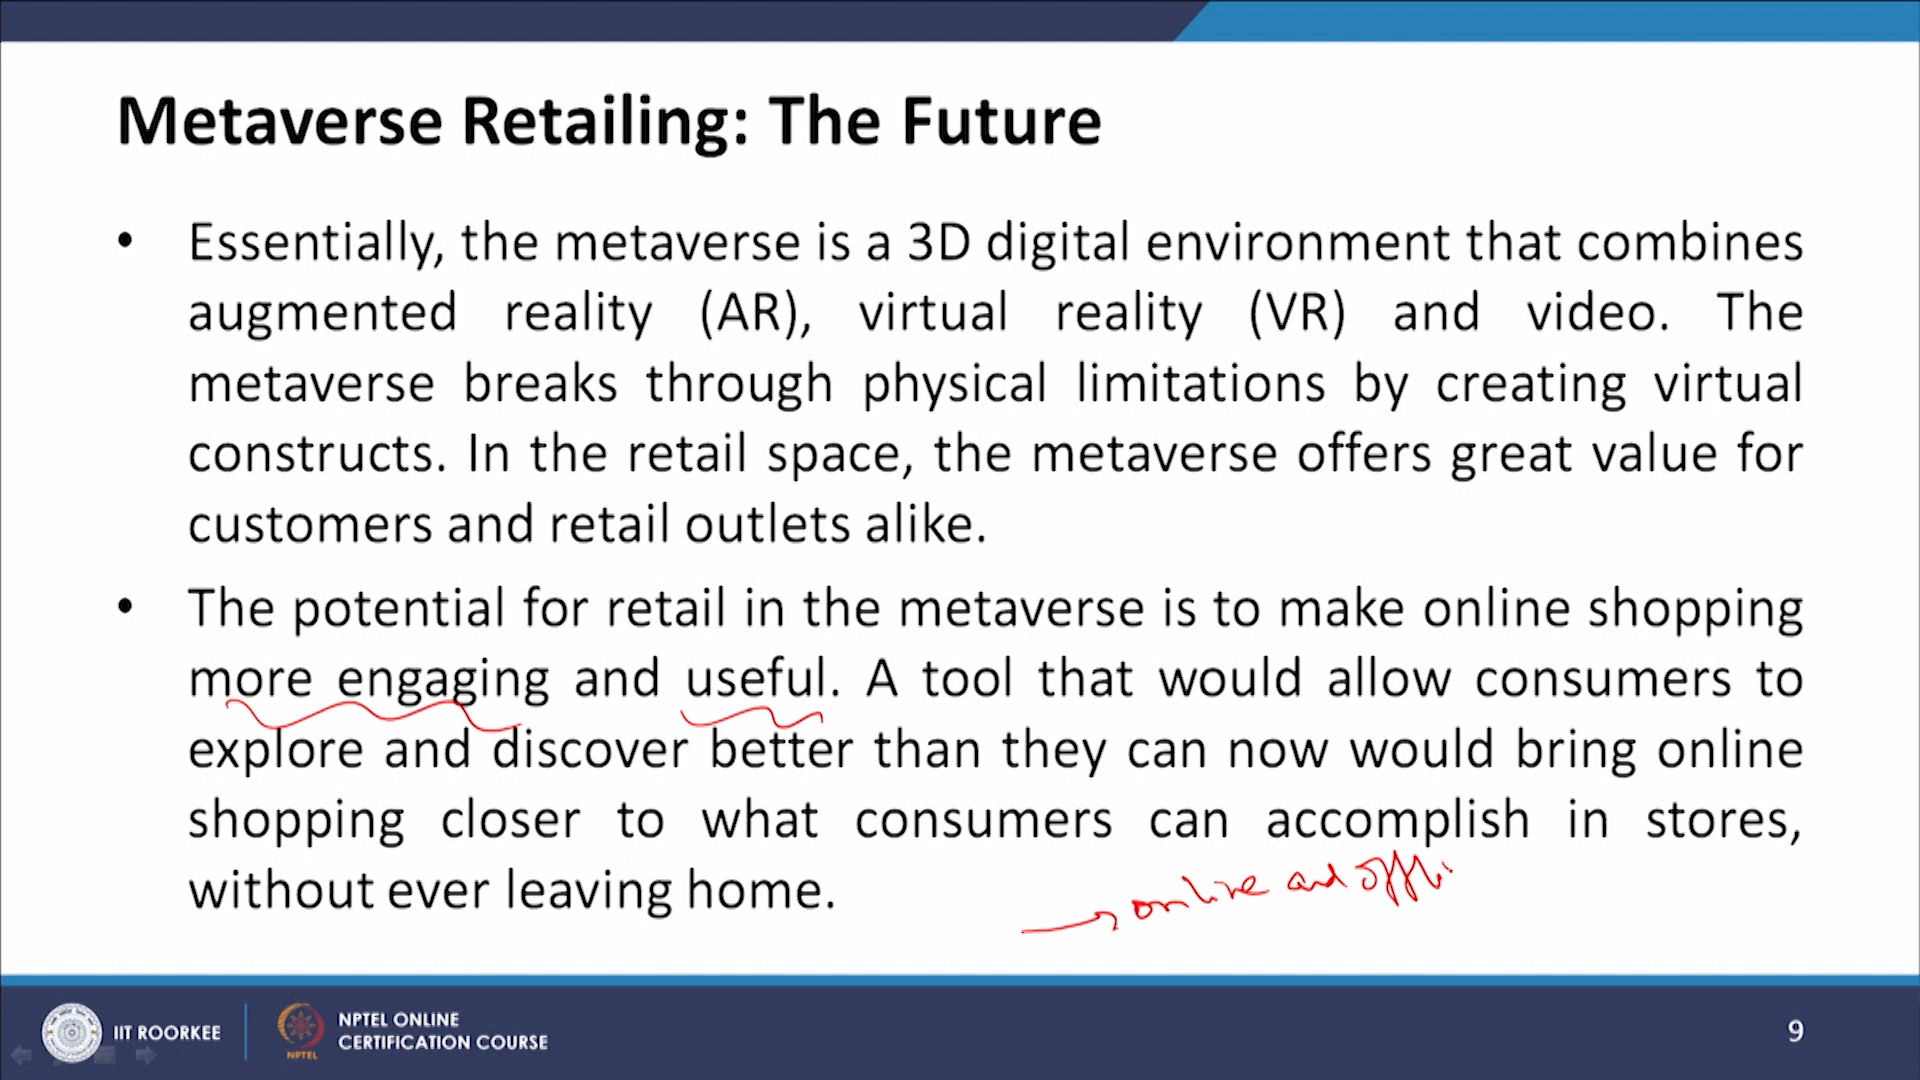 Metaverse Retailing: The Future
• Essentially, the metaverse is a 3D digital environment that combines
augmented reality (AR), virtual reality (VR) and video. The
metaverse breaks through physical limitations by creating virtual
constructs. In the retail space, the metaverse offers great value for
customers and retail outlets alike.
• The potential for retail in the metaverse is to make online shopping
more engaging and useful. A tool that would allow consumers to
explore and discover better than they can now would bring online
shopping closer to what consumers can accomplish in stores,
without ever leaving home.
online and
IIT ROORKEE
NPTEL
NPTEL ONLINE
CERTIFICATION COURSE
9